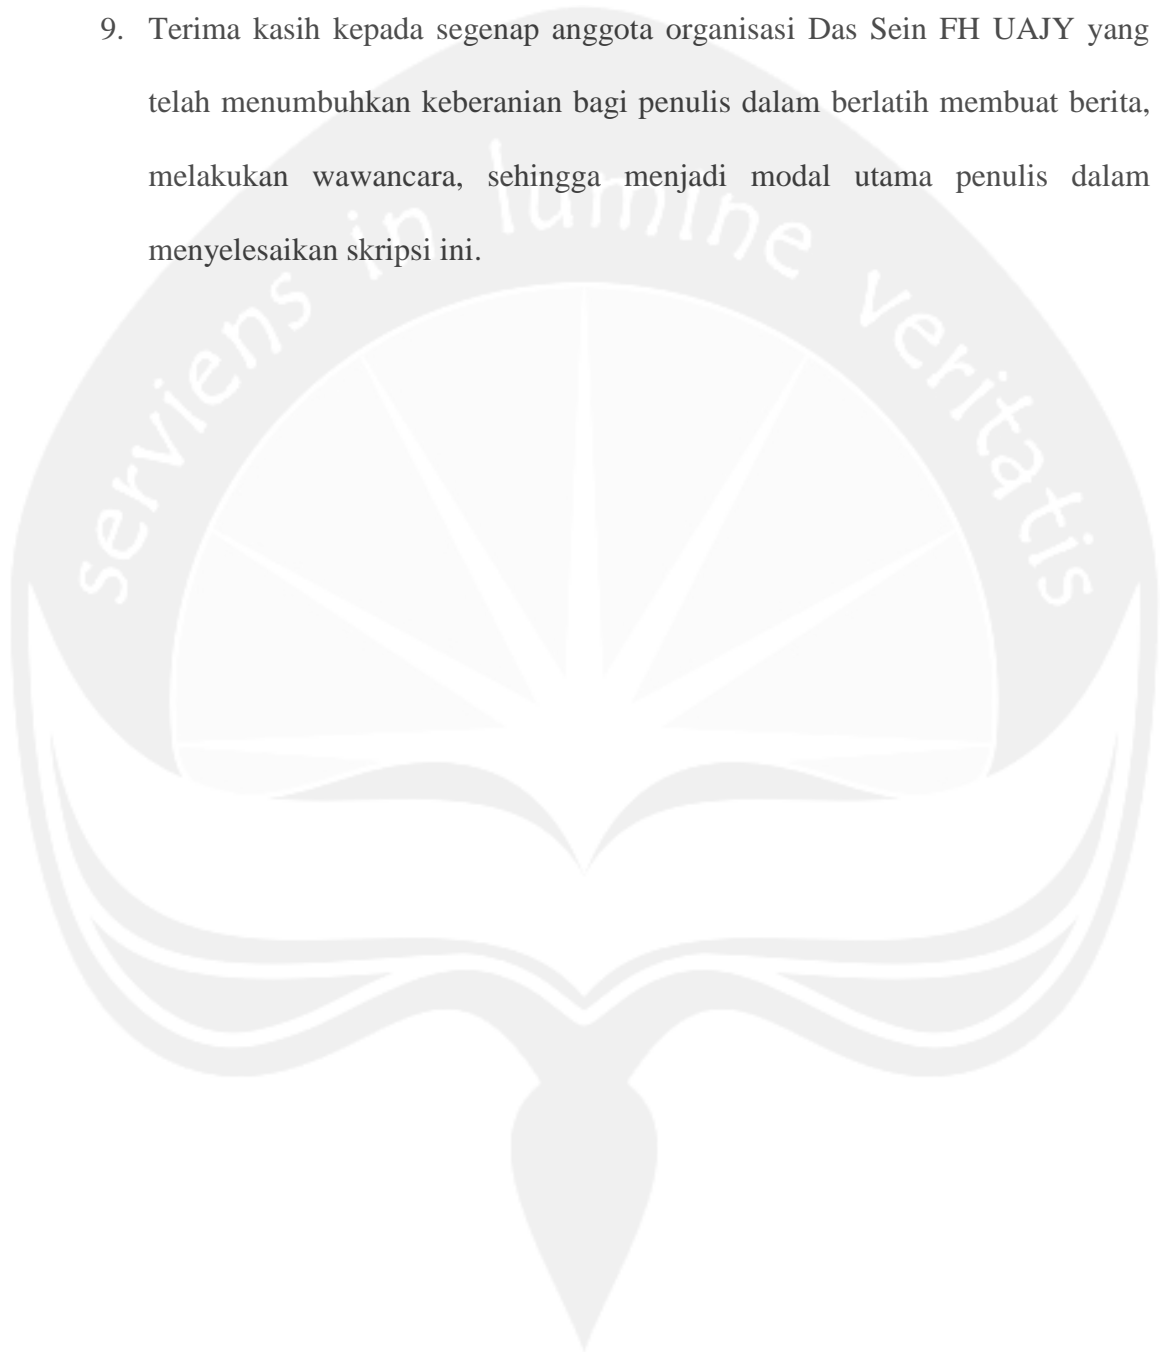 9. Terima kasih kepada segenap anggota organisasi Das Sein FH UAJY yang
telah menumbuhkan keberanian bagi penulis dalam berlatih membuat berita,
melakukan wawancara, sehingga menjadi modal utama penulis dalam
menyelesaikan skripsi ini.
serviens in lumine veritatis